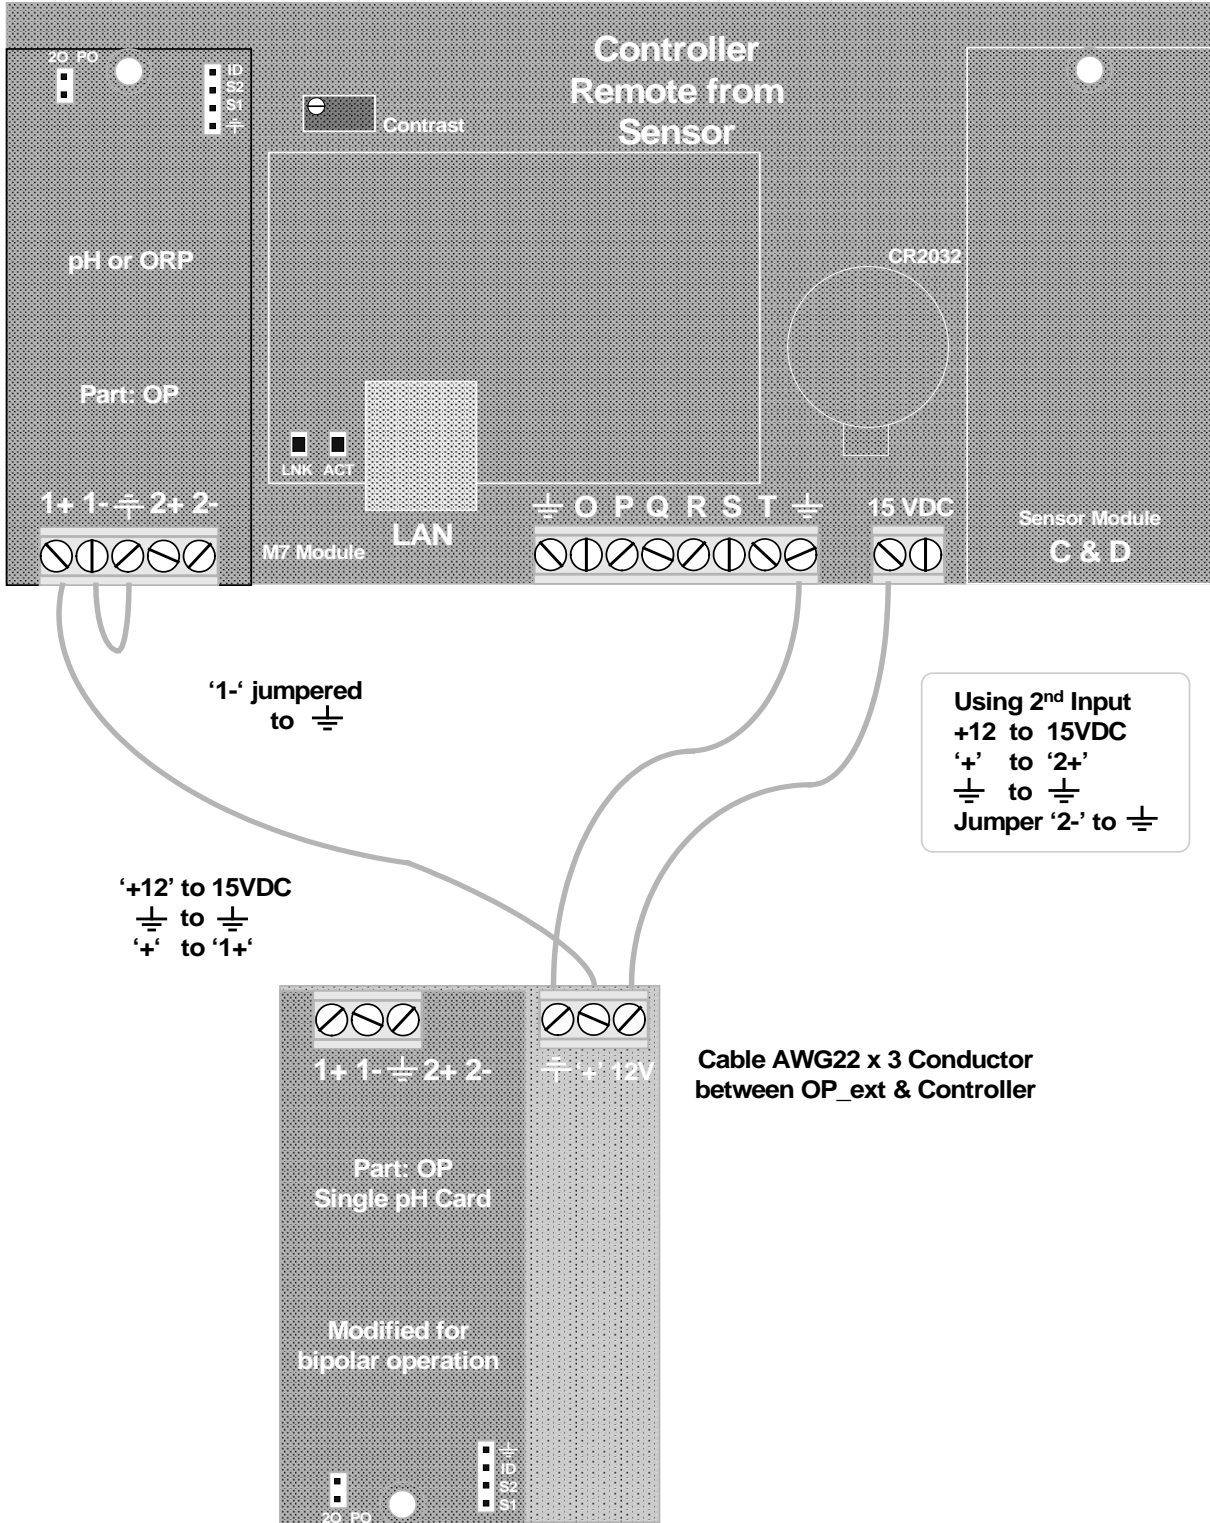 Controller
Remote from
Sensor
2O PO
ID
S2
S1
⏚
Contrast
pH or ORP
CR2032
Part: OP
LNK ACT
1+ 1- ⏚ 2+ 2-
LAN
M7 Module
⏚ O P Q R S T ⏚
15 VDC
Sensor Module
C & D
‘1-‘ jumpered
to ⏚
Using 2nd Input
+12 to 15VDC
‘+’ to ‘2+’
⏚ to ⏚
Jumper ‘2-’ to ⏚
‘+12’ to 15VDC
⏚ to ⏚
‘+‘ to ‘1+‘
1+ 1- ⏚ 2+ 2-
⏚ ‘+’ 12V
Cable AWG22 x 3 Conductor
between OP_ext & Controller
Part: OP
Single pH Card
Modified for
bipolar operation
⏚
ID
S2
S1
2O PO